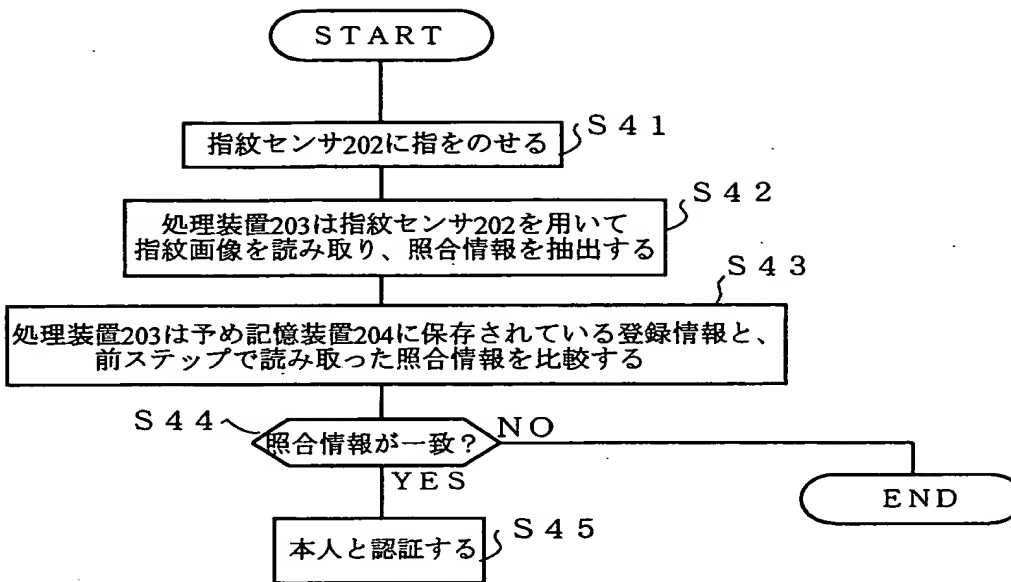 START
S41
指紋センサ202に指をのせる
S42
処理装置203は指紋センサ202を用いて
指紋画像を読み取り、照合情報を抽出する
S43
処理装置203は予め記憶装置204に保存されている登録情報と、
前ステップで読み取った照合情報を比較する
S44
照合情報が一致？
NO
YES
END
S45
本人と認証する